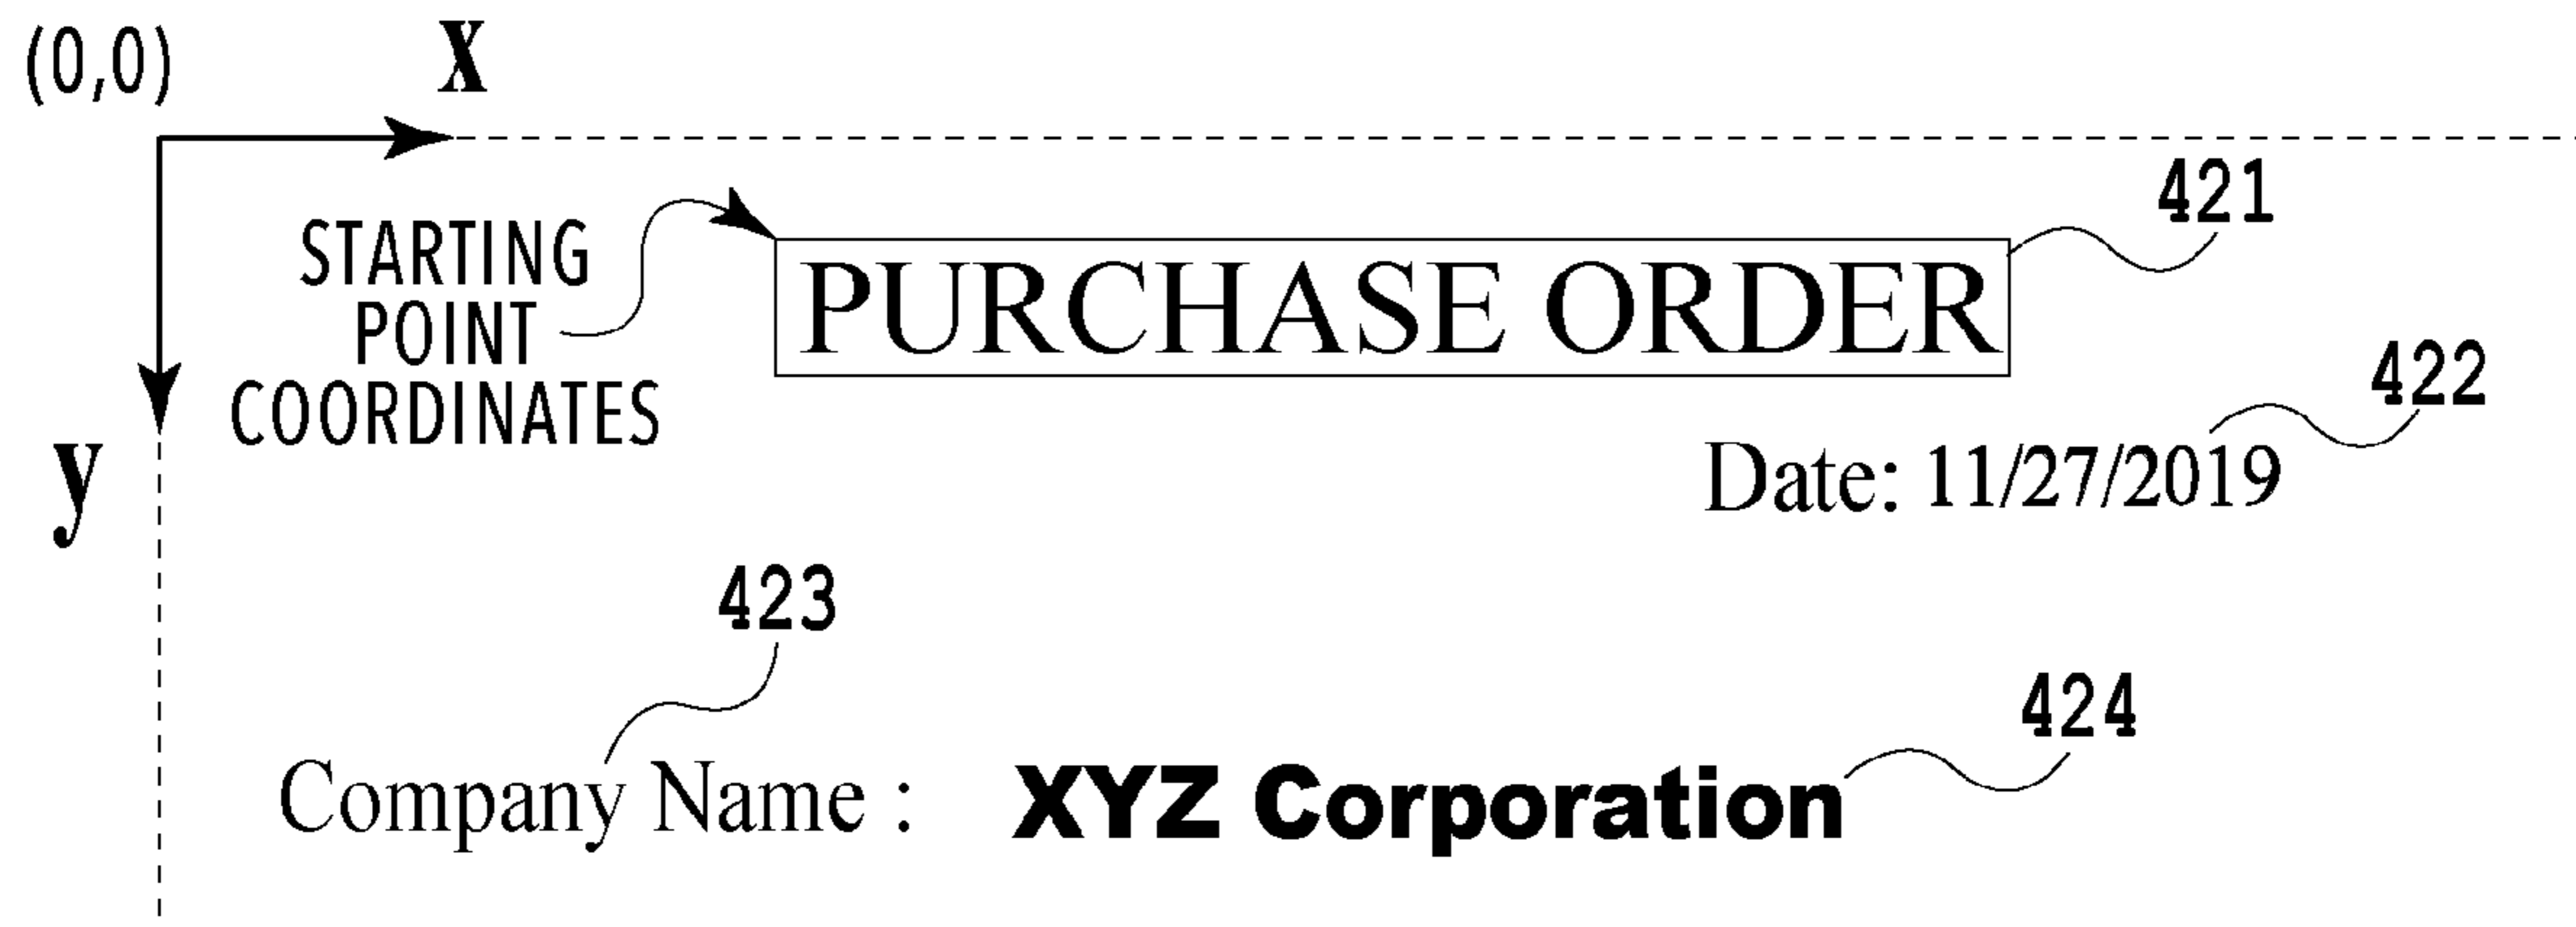 (0,0) X
421
STARTING
POINT
COORDINATES
PURCHASE ORDER
422
y
Date: 11/27/2019
423
424
Company Name : XYZ Corporation